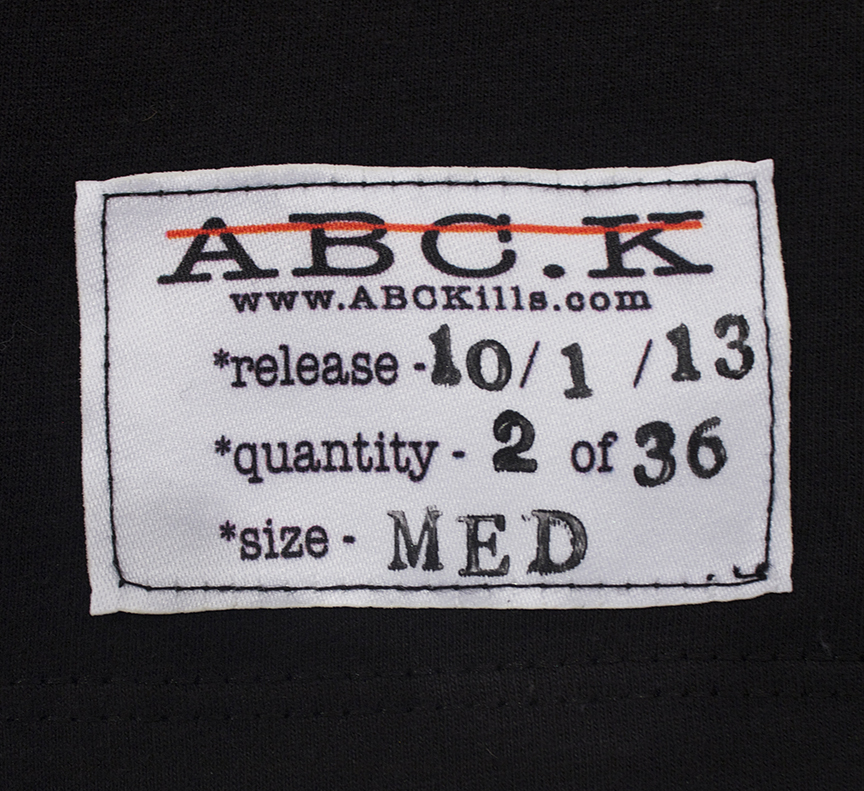 ABC.K
www.ABCKills.com
*release -10/1/13
*quantity - 2 of 36
*size - MED